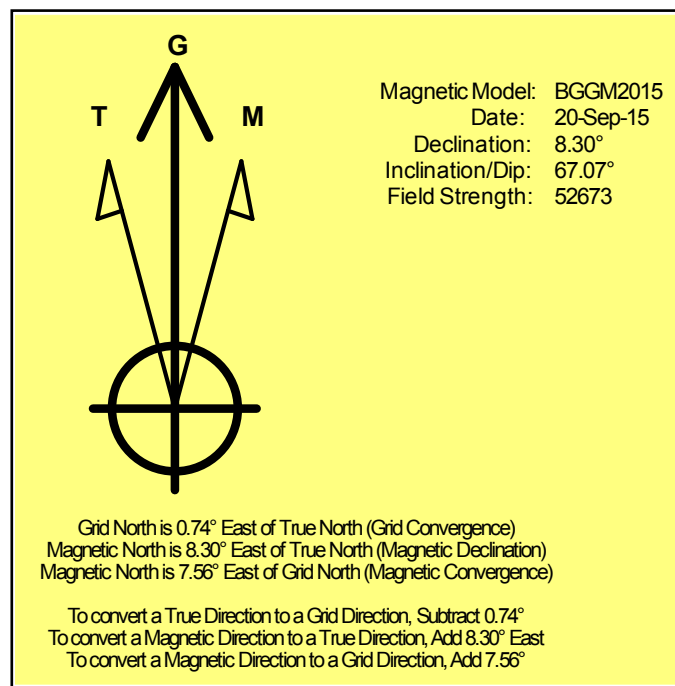 G
T
M
Magnetic Model: BGGM2015
Date: 20-Sep-15
Declination: 8.30°
Inclination/Dip: 67.07°
Field Strength: 52673
Grid North is 0.74° East of True North (Grid Convergence)
Magnetic North is 8.30° East of True North (Magnetic Declination)
Magnetic North is 7.56° East of Grid North (Magnetic Convergence)
To convert a True Direction to a Grid Direction, Subtract 0.74°
To convert a Magnetic Direction to a True Direction, Add 8.30° East
To convert a Magnetic Direction to a Grid Direction, Add 7.56°